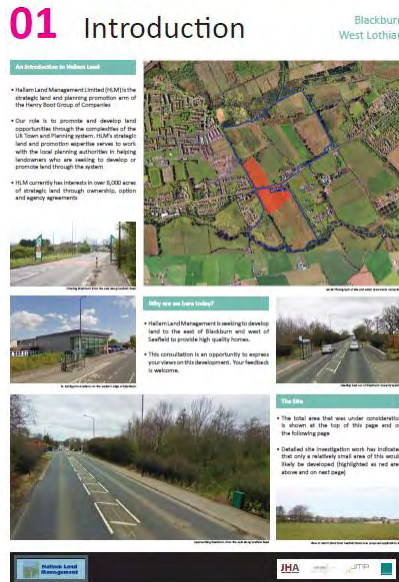 01 Introduction
Blackburn
West Lothian
An Introduction to Hallam Land
• Hallam Land Management Limited (HLM) is the
strategic land and planning promotion arm of
the Henry Boot Group of Companies
• Our role is to promote and develop land
opportunities through the complexities of the
UK Town and Planning system. HLM's strategic
land and promotion expertise serves to work
with the local planning authorities in helping
landowners who are seeking to develop or
promote land through the system
• HLM currently has interests in over 8,000 acres
of strategic land through ownership, option
and agency agreements
Why are we here today?
• Hallam Land Management is seeking to develop
land to the east of Blackburn and west of
Seafield to provide high quality homes.
• This consultation is an opportunity to express
your views on this development. Your feedback
is welcome.
The Site
• The total area that was under consideration
is shown at the top of this page and on
the following page
• Detailed site investigation work has indicate
that only a relatively small area of this would
likely be developed (highlighted as red area
above and on next page)
Hallam Land
Management
JHA
JMP